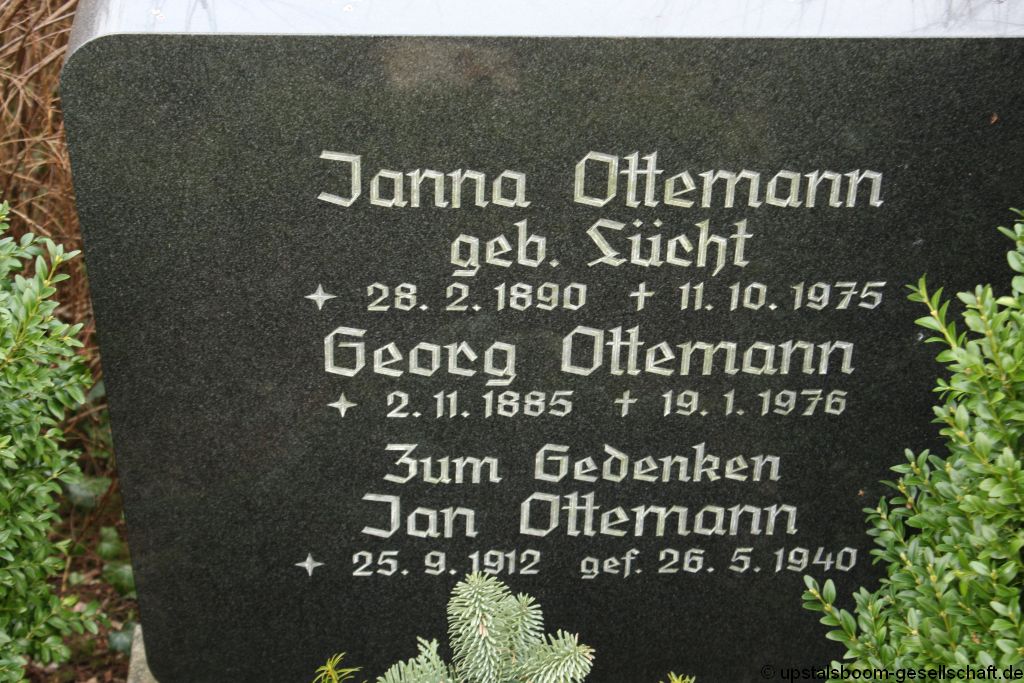 Janna Ottemann
geb. Lücht
✧ 28. 2. 1890 ✝ 11. 10. 1975
Georg Ottemann
✧ 2. 11. 1885 ✝ 19. 1. 1976
Zum Gedenken
Jan Ottemann
✧ 25. 9. 1912 gef. 26. 5. 1940
© upstalsboom-gesellschaft.de